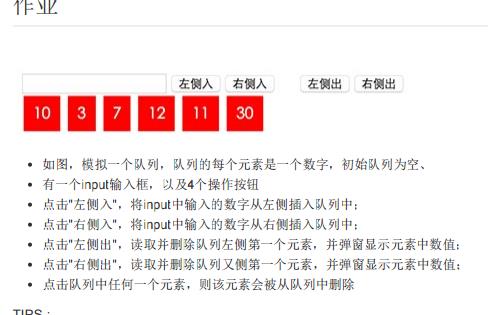 作业
左侧入 右侧入 左侧出 右侧出
10 3 7 12 11 30
如图，模拟一个队列，队列的每个元素是一个数字，初始队列为空、
有一个input输入框，以及4个操作按钮
点击"左侧入"，将input中输入的数字从左侧插入队列中；
点击"右侧入"，将input中输入的数字从右侧插入队列中；
点击"左侧出"，读取并删除队列左侧第一个元素，并弹窗显示元素中数值；
点击"右侧出"，读取并删除队列又侧第一个元素，并弹窗显示元素中数值；
点击队列中任何一个元素，则该元素会被从队列中删除
TIPS：